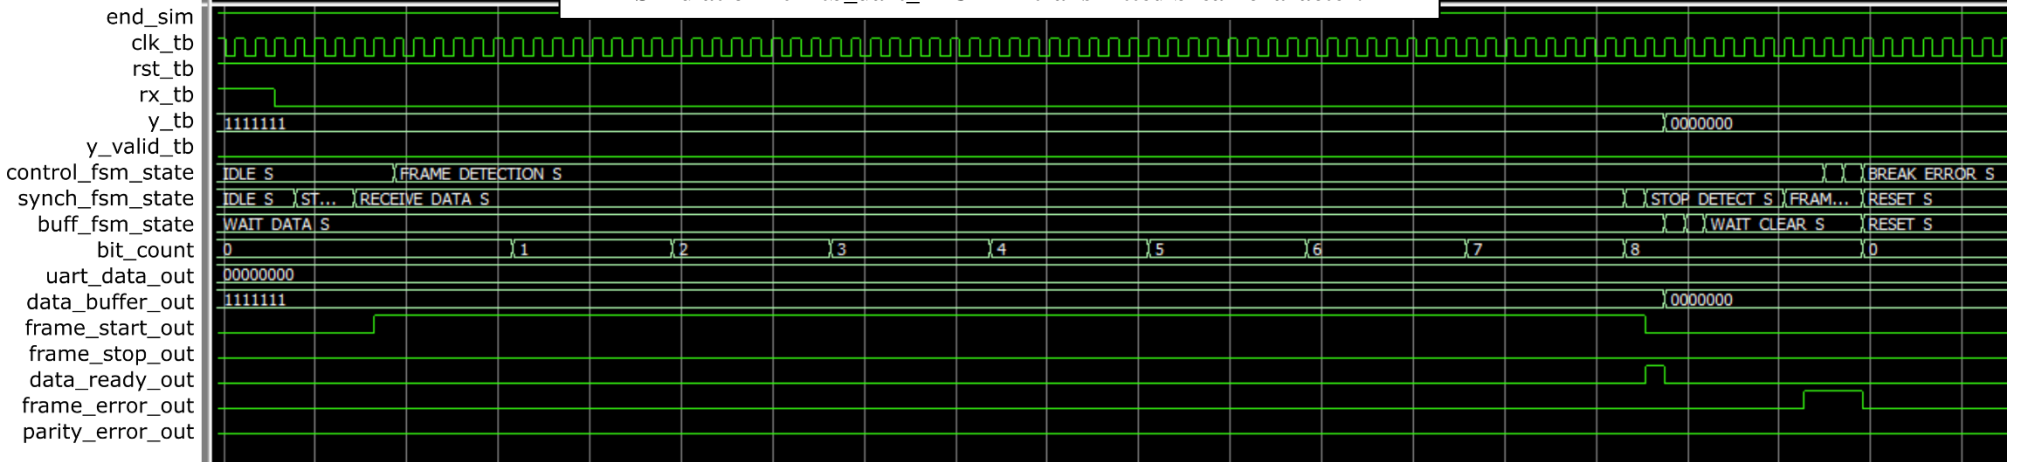 end_sim
clk_tb
rst_tb
rx_tb
y_tb 1111111 0000000
y_valid_tb
control_fsm_state IDLE S FRAME DETECTION S BREAK ERROR S
synch_fsm_state IDLE S ST... RECEIVE DATA S STOP DETECT S FRAM... RESET S
buff_fsm_state WAIT DATA S WAIT CLEAR S RESET S
bit_count 0 1 2 3 4 5 6 7 8 0
uart_data_out 00000000
data_buffer_out 1111111 0000000
frame_start_out
frame_stop_out
data_ready_out
frame_error_out
parity_error_out